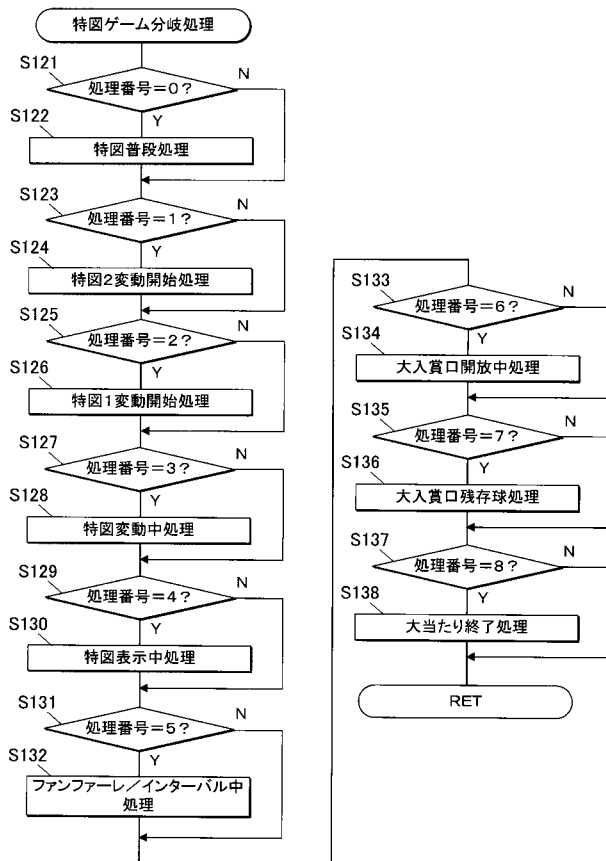 特図ゲーム分岐処理
S121
処理番号=0?
N
Y
S122
特図普段処理
S123
処理番号=1?
N
Y
S124
特図2変動開始処理
S125
処理番号=2?
N
Y
S126
特図1変動開始処理
S127
処理番号=3?
N
Y
S128
特図変動中処理
S129
処理番号=4?
N
Y
S130
特図表示中処理
S131
処理番号=5?
N
Y
S132
ファンファーレ/インターバル中
処理
S133
処理番号=6?
N
Y
S134
大入賞口開放中処理
S135
処理番号=7?
N
Y
S136
大入賞口残存球処理
S137
処理番号=8?
N
Y
S138
大当たり終了処理
RET